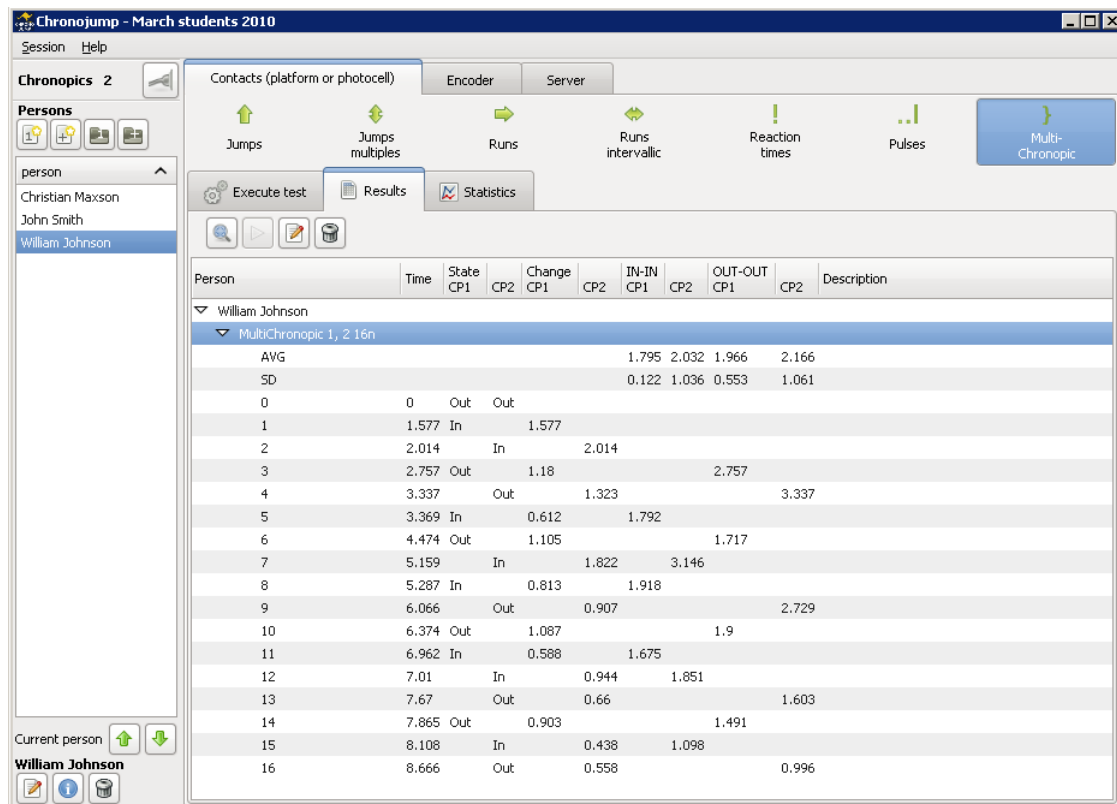 Chronojump - March students 2010
Session Help
Chronopics 2
Contacts (platform or photocell) Encoder Server
Persons
Jumps
Jumps multiples
Runs
Runs intervallic
Reaction times
Pulses
Multi-Chronopic
person
Christian Maxson
John Smith
William Johnson
Execute test Results Statistics
Person Time State CP1 CP2 Change CP1 CP2 IN-IN CP1 CP2 OUT-OUT CP1 CP2 Description
William Johnson
MultiChronopic 1, 2 16n
AVG 1.795 2.032 1.966 2.166
SD 0.122 1.036 0.553 1.061
0 0 Out Out
1 1.577 In 1.577
2 2.014 In 2.014
3 2.757 Out 1.18 2.757
4 3.337 Out 1.323 3.337
5 3.369 In 0.612 1.792
6 4.474 Out 1.105 1.717
7 5.159 In 1.822 3.146
8 5.287 In 0.813 1.918
9 6.066 Out 0.907 2.729
10 6.374 Out 1.087 1.9
11 6.962 In 0.588 1.675
12 7.01 In 0.944 1.851
13 7.67 Out 0.66 1.603
14 7.865 Out 0.903 1.491
15 8.108 In 0.438 1.098
16 8.666 Out 0.558 0.996
Current person
William Johnson